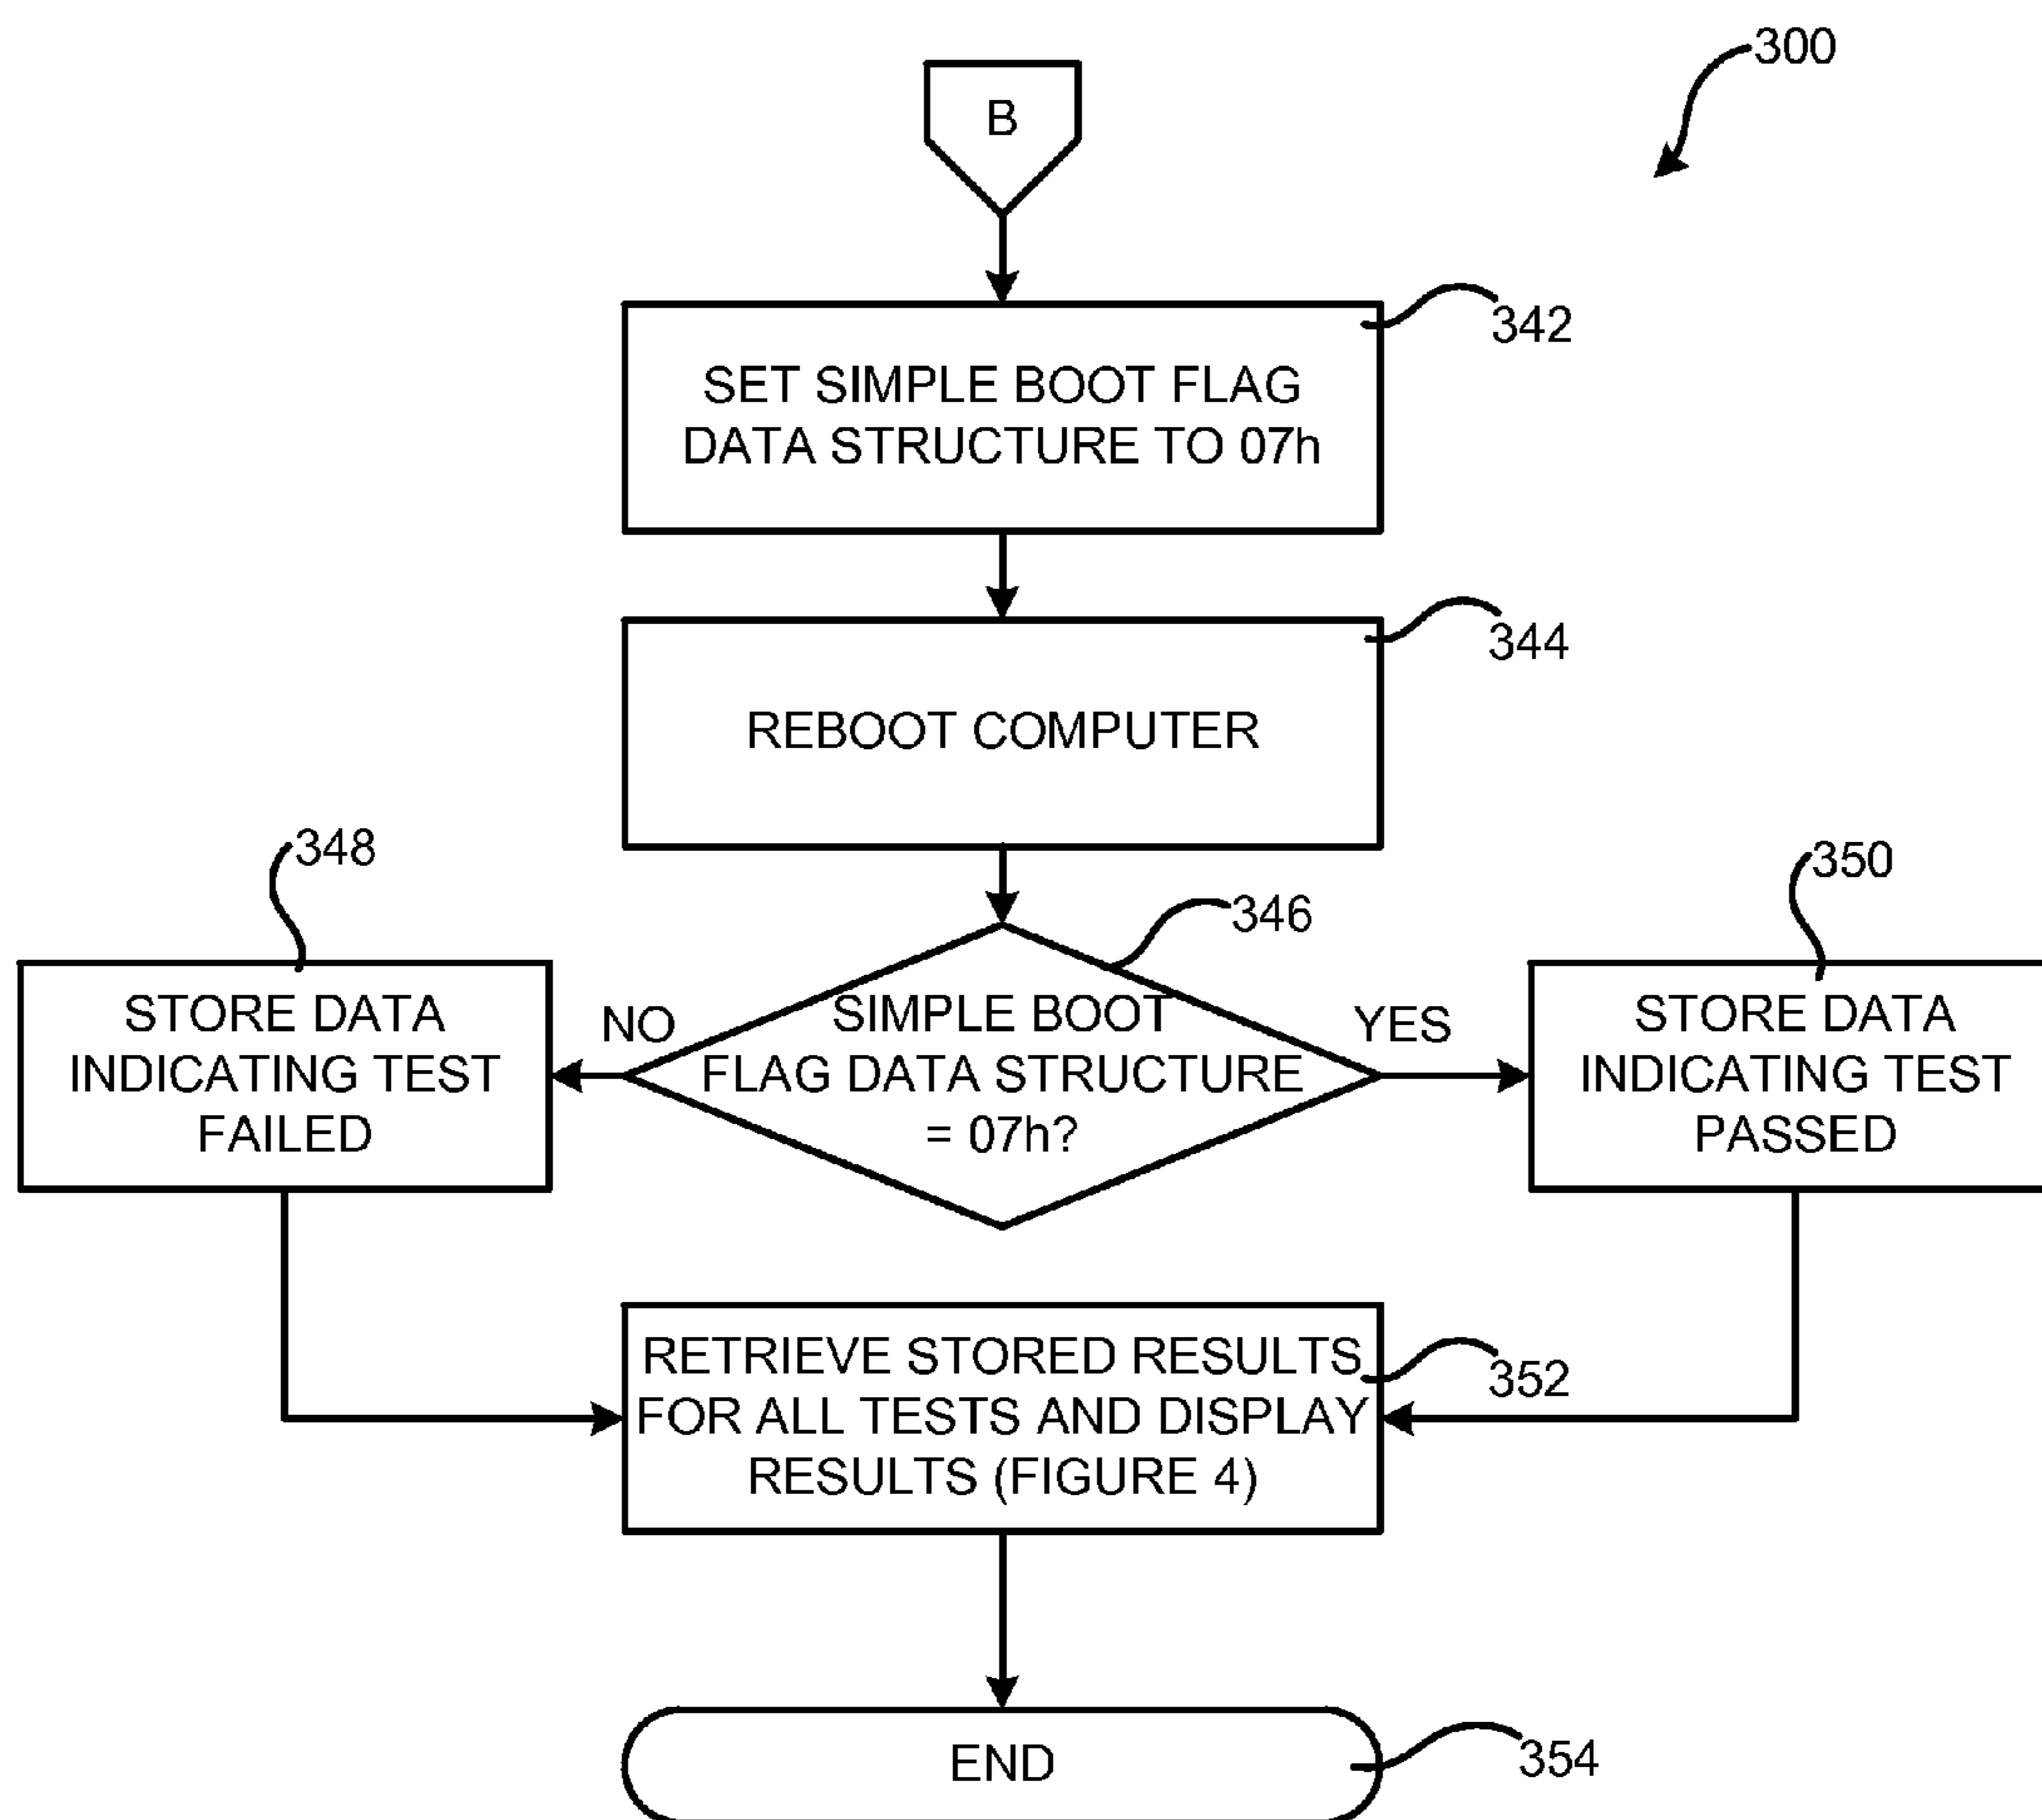 300
B
342
SET SIMPLE BOOT FLAG
DATA STRUCTURE TO 07h
344
REBOOT COMPUTER
348
350
346
STORE DATA
INDICATING TEST
FAILED
NO
SIMPLE BOOT
FLAG DATA STRUCTURE
= 07h?
YES
STORE DATA
INDICATING TEST
PASSED
RETRIEVE STORED RESULTS
FOR ALL TESTS AND DISPLAY
RESULTS (FIGURE 4)
352
END
354